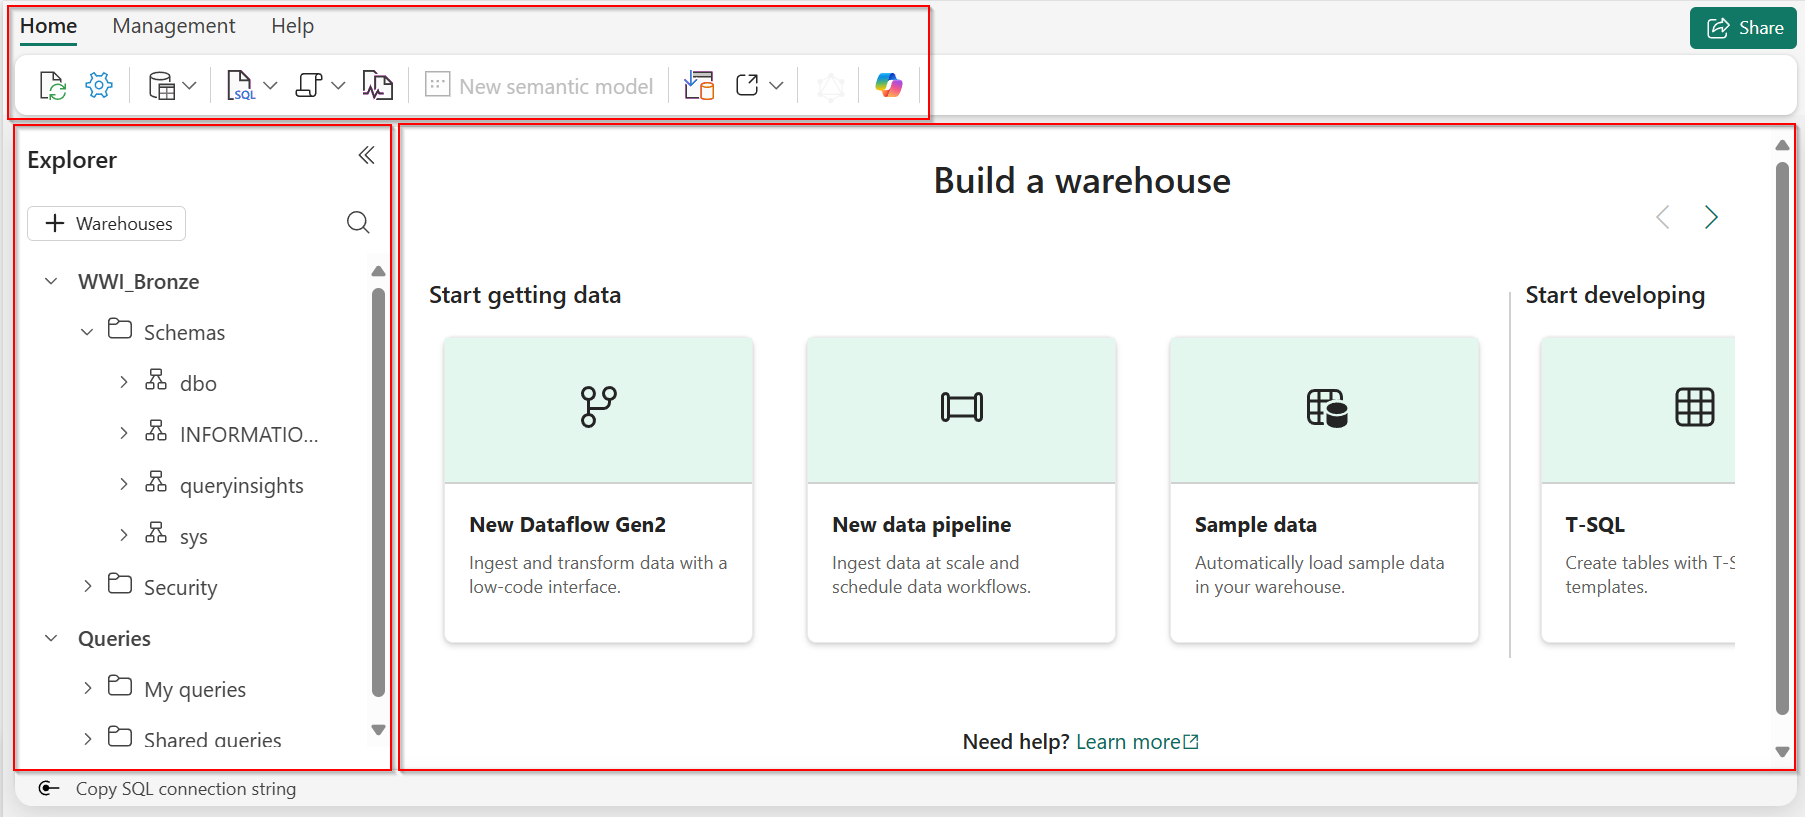 Home Management Help
Share
SQL
New semantic model
Explorer
Warehouses
WWI_Bronze
Schemas
dbo
INFORMATIO...
queryinsights
sys
Security
Queries
My queries
Shared queries
Build a warehouse
Start getting data
Start developing
New Dataflow Gen2
Ingest and transform data with a
low-code interface.
New data pipeline
Ingest data at scale and
schedule data workflows.
Sample data
Automatically load sample data
in your warehouse.
T-SQL
Create tables with T-S
templates.
Need help? Learn more
Copy SQL connection string